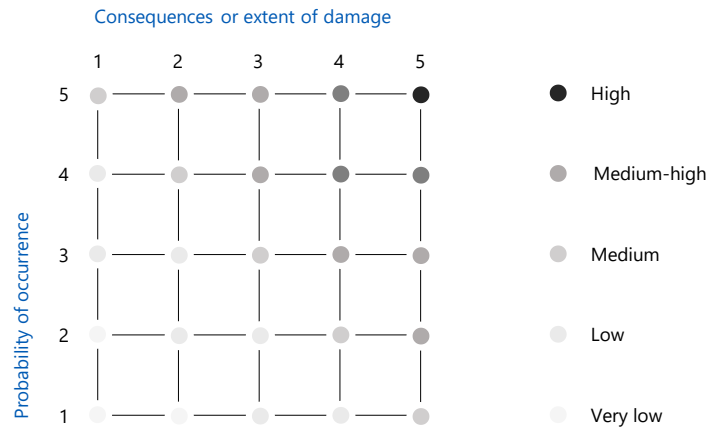 Consequences or extent of damage
1 2 3 4 5
5
4
3
2
1
Probability of occurrence
High
Medium-high
Medium
Low
Very low